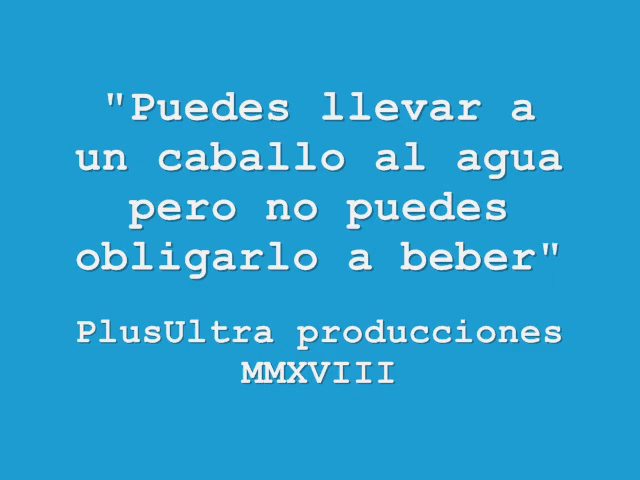 "Puedes llevar a
un caballo al agua
pero no puedes
obligarlo a beber"
PlusUltra producciones
MMXVIII